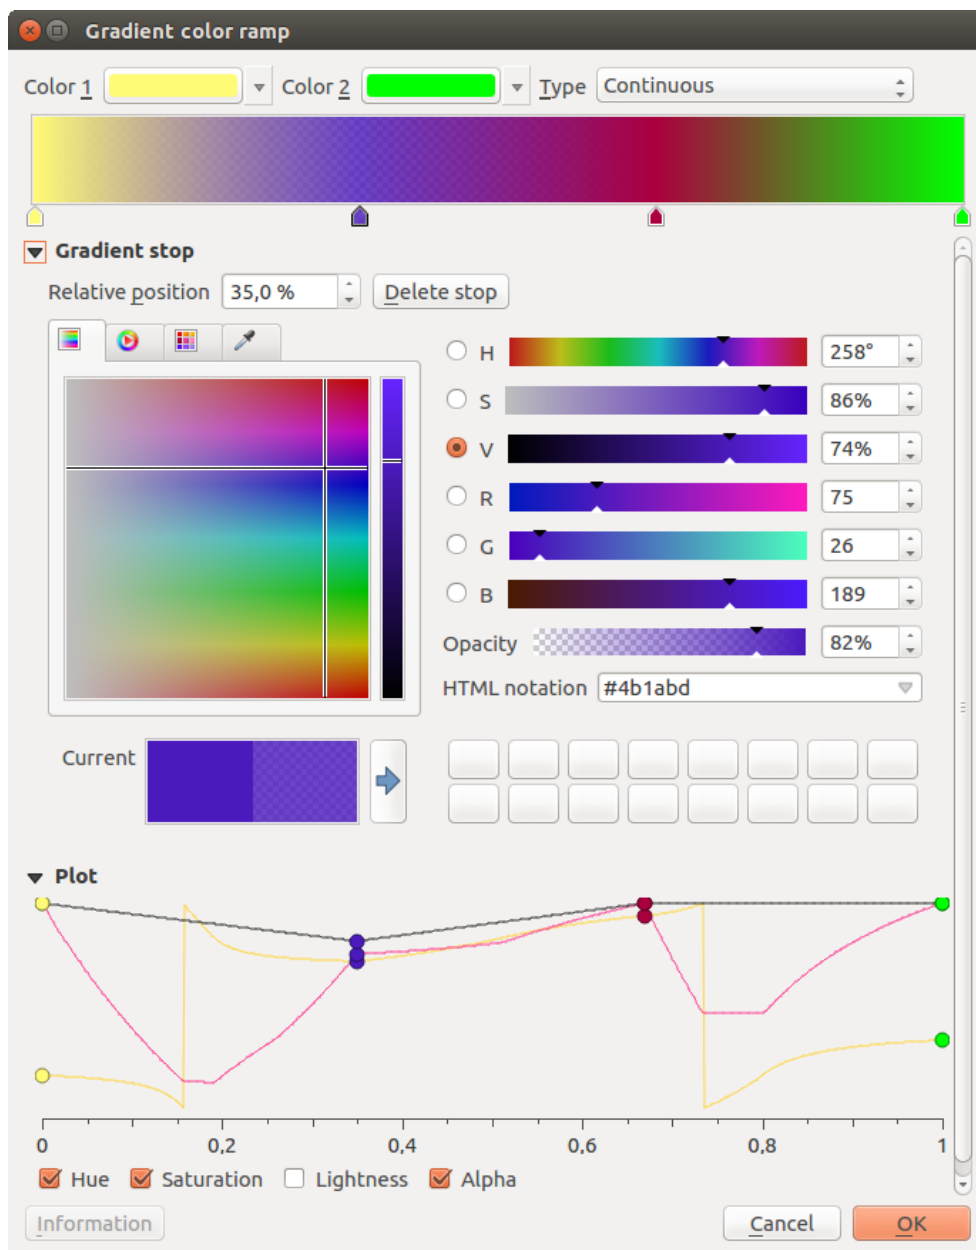 Gradient color ramp
Color 1 Color 2 Type Continuous
Gradient stop
Relative position 35,0 % Delete stop
H 258°
S 86%
V 74%
R 75
G 26
B 189
Opacity 82%
HTML notation #4b1abd
Current
Plot
0 0,2 0,4 0,6 0,8 1
Hue Saturation Lightness Alpha
Information Cancel OK